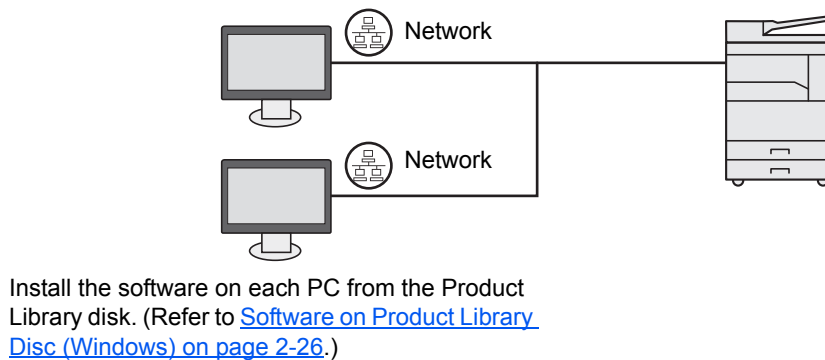 Network
Network
Install the software on each PC from the Product
Library disk. (Refer to Software on Product Library
Disc (Windows) on page 2-26.)